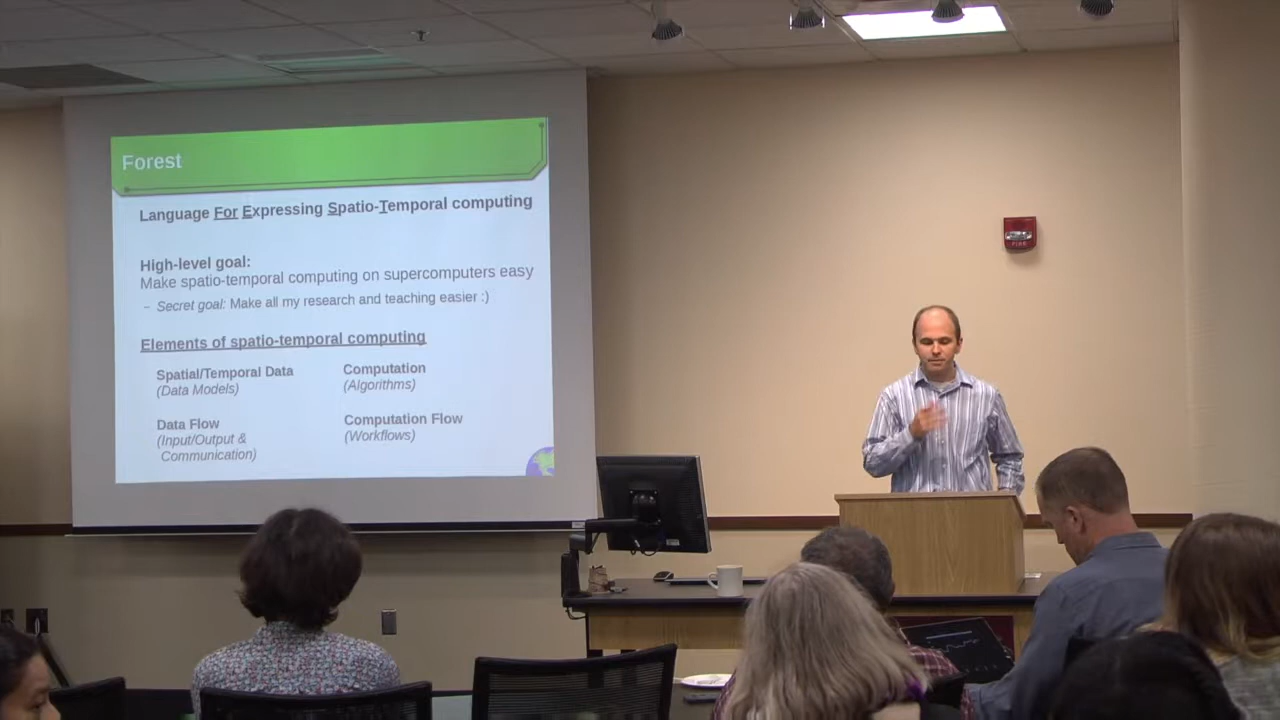 Forest
Language For Expressing Spatio-Temporal computing
High-level goal:
Make spatio-temporal computing on supercomputers easy
– Secret goal: Make all my research and teaching easier :)
Elements of spatio-temporal computing
Spatial/Temporal Data
(Data Models)
Computation
(Algorithms)
Data Flow
(Input/Output &
Communication)
Computation Flow
(Workflows)
FIRE